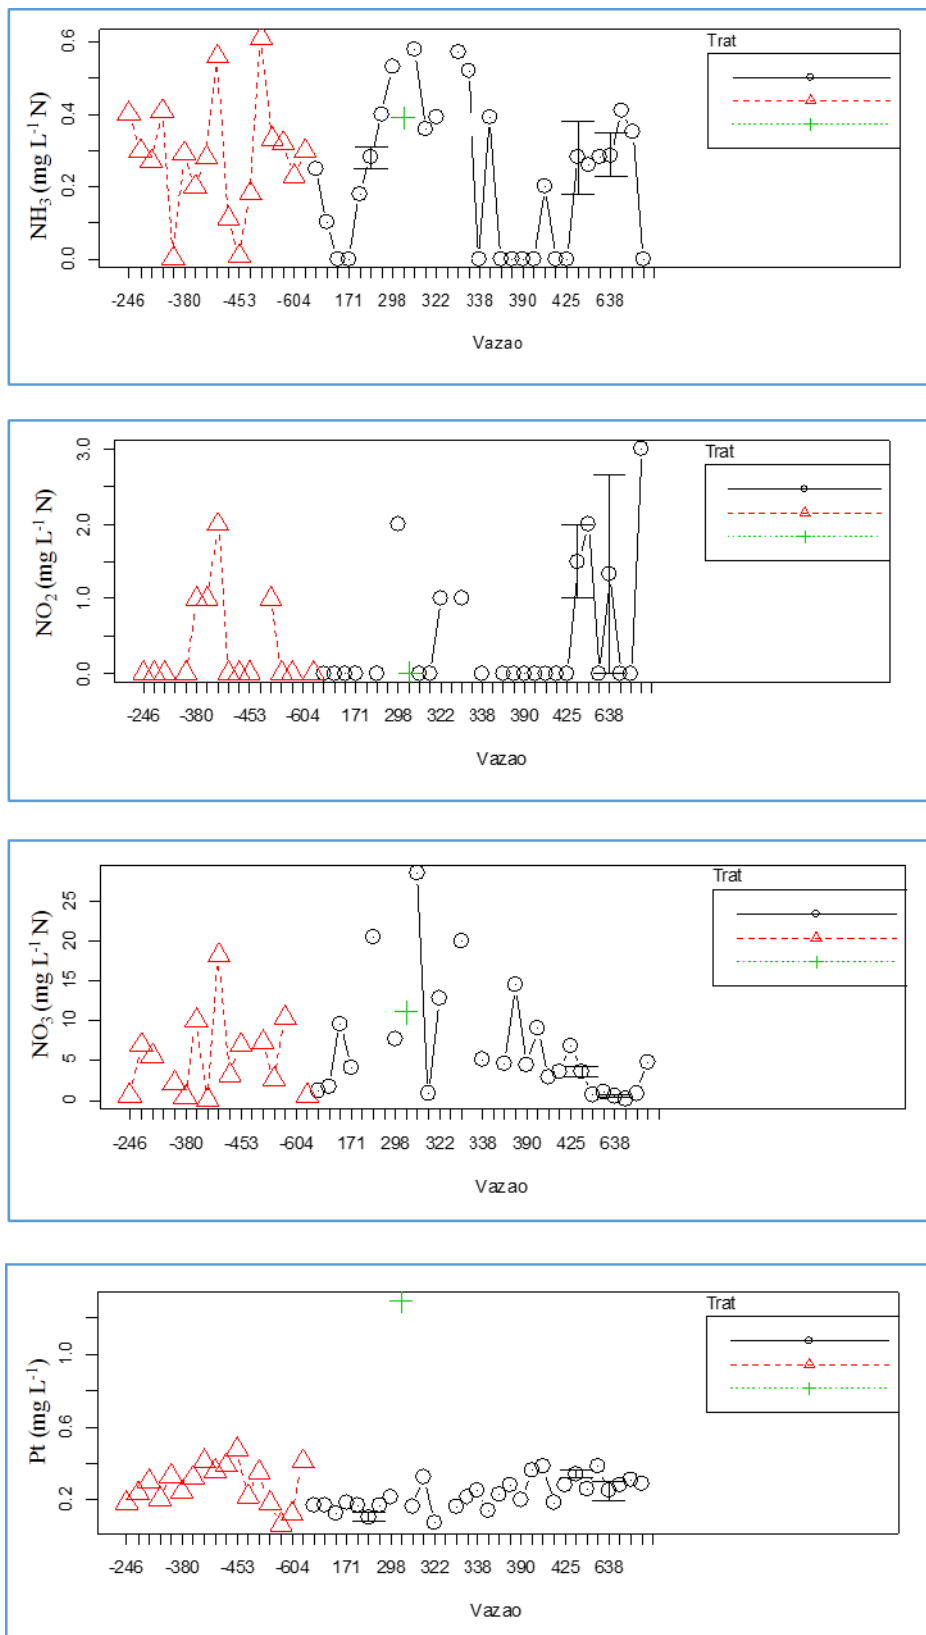 Trat
NH₃ (mg L⁻¹ N)
0.6
0.4
0.2
0.0
-246 -380 -453 -604 171 298 322 338 390 425 638
Vazao
Trat
NO₂ (mg L⁻¹ N)
3.0
2.0
1.0
0.0
-246 -380 -453 -604 171 298 322 338 390 425 638
Vazao
Trat
NO₃ (mg L⁻¹ N)
25
20
15
10
5
0
-246 -380 -453 -604 171 298 322 338 390 425 638
Vazao
Trat
Pt (mg L⁻¹)
1.0
0.6
0.2
-246 -380 -453 -604 171 298 322 338 390 425 638
Vazao